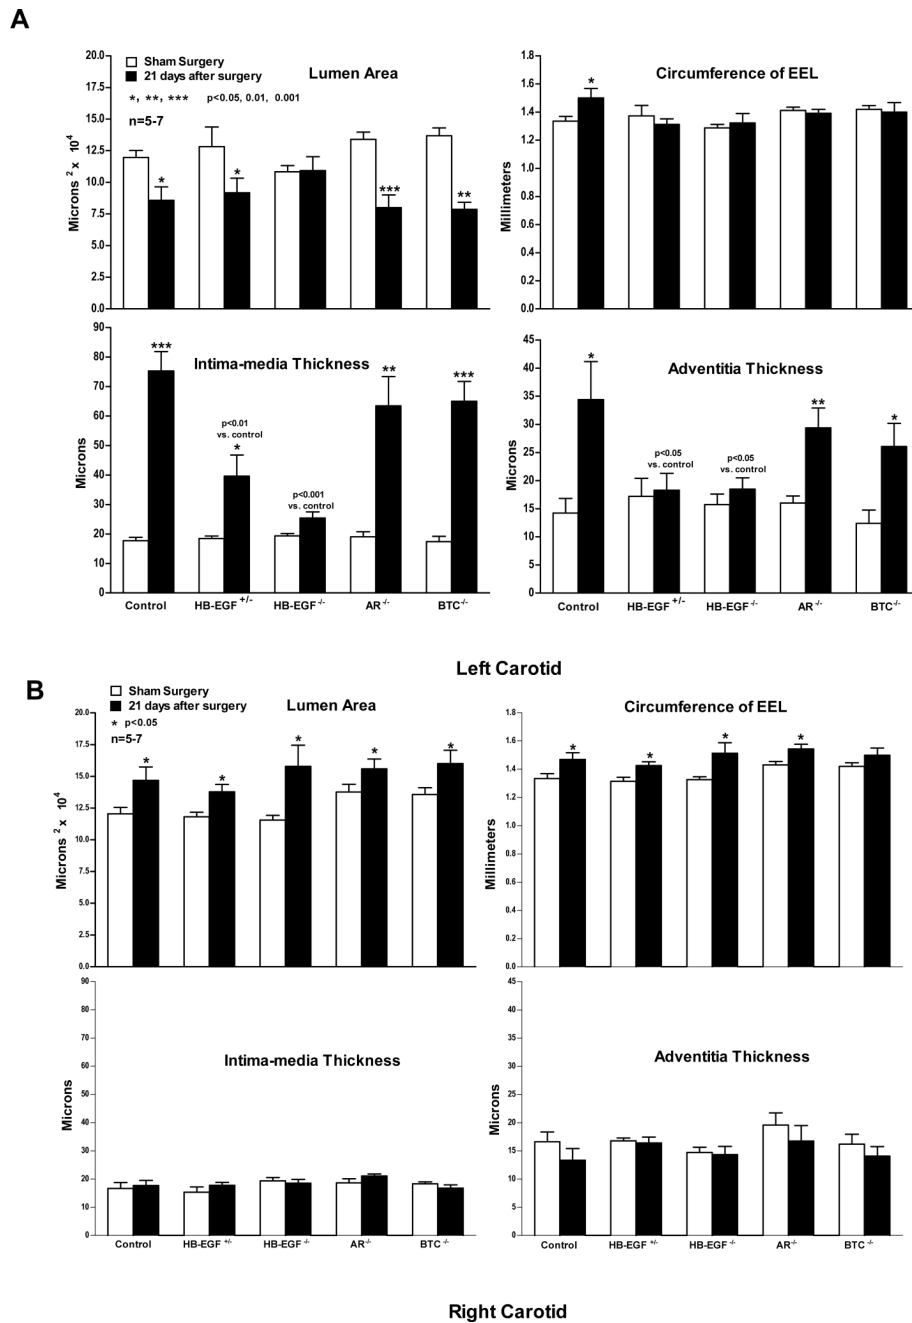 A
Sham Surgery
21 days after surgery
*, **, *** p<0.05, 0.01, 0.001
n=5-7
Lumen Area
Microns 2 x 10 4
20.0
17.5
15.0
12.5
10.0
7.5
5.0
2.5
0.0
*
*
***
**
Circumference of EEL
Millimeters
1.8
1.6
1.4
1.2
1.0
0.8
0.6
0.4
0.2
0.0
*
Intima-media Thickness
Microns
90
80
70
60
50
40
30
20
10
0
***
p<0.01
vs. control
*
p<0.001
vs. control
**
***
Control HB-EGF +/- HB-EGF -/- AR -/- BTC -/-
Adventitia Thickness
Microns
45
40
35
30
25
20
15
10
5
0
*
p<0.05
vs. control
p<0.05
vs. control
**
*
Control HB-EGF +/- HB-EGF -/- AR -/- BTC -/-
Left Carotid
B
Sham Surgery
21 days after surgery
* p<0.05
n=5-7
Lumen Area
Microns 2 x 10 4
20.0
17.5
15.0
12.5
10.0
7.5
5.0
2.5
0.0
*
*
*
*
*
Circumference of EEL
Millimeters
1.8
1.6
1.4
1.2
1.0
0.8
0.6
0.4
0.2
0.0
*
*
*
*
Intima-media Thickness
Microns
90
80
70
60
50
40
30
20
10
0
Control HB-EGF +/- HB-EGF -/- AR -/- BTC -/-
Adventitia Thickness
Microns
45
40
35
30
25
20
15
10
5
0
Control HB-EGF +/- HB-EGF -/- AR -/- BTC -/-
Right Carotid